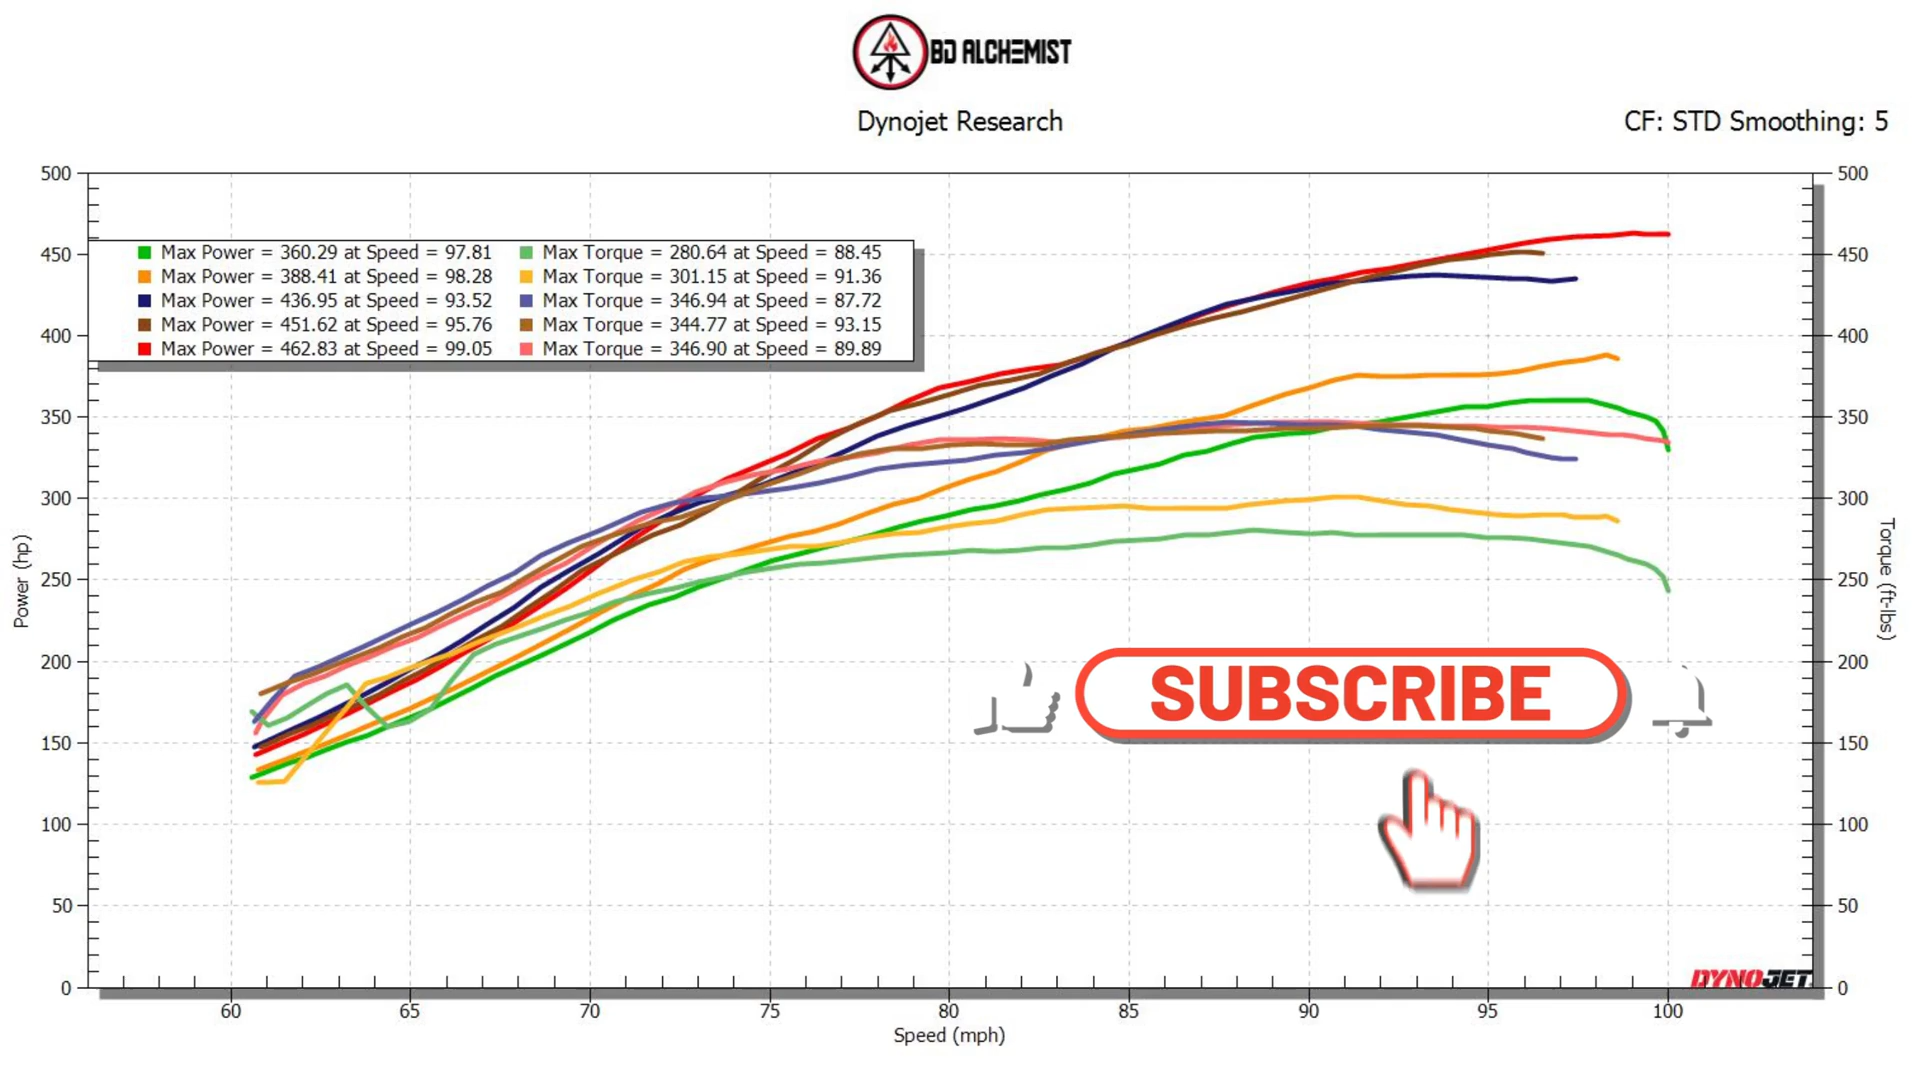 BD ALCHEMIST
Dynojet Research
CF: STD Smoothing: 5
Max Power = 360.29 at Speed = 97.81 Max Torque = 280.64 at Speed = 88.45
Max Power = 388.41 at Speed = 98.28 Max Torque = 301.15 at Speed = 91.36
Max Power = 436.95 at Speed = 93.52 Max Torque = 346.94 at Speed = 87.72
Max Power = 451.62 at Speed = 95.76 Max Torque = 344.77 at Speed = 93.15
Max Power = 462.83 at Speed = 99.05 Max Torque = 346.90 at Speed = 89.89
500 500
450 450
400 400
350 350
300 300
250 250
200 200
150 150
100 100
50 50
0 0
Power (hp)
Torque (ft-lbs)
SUBSCRIBE
DYNOJET
60 65 70 75 80 85 90 95 100
Speed (mph)